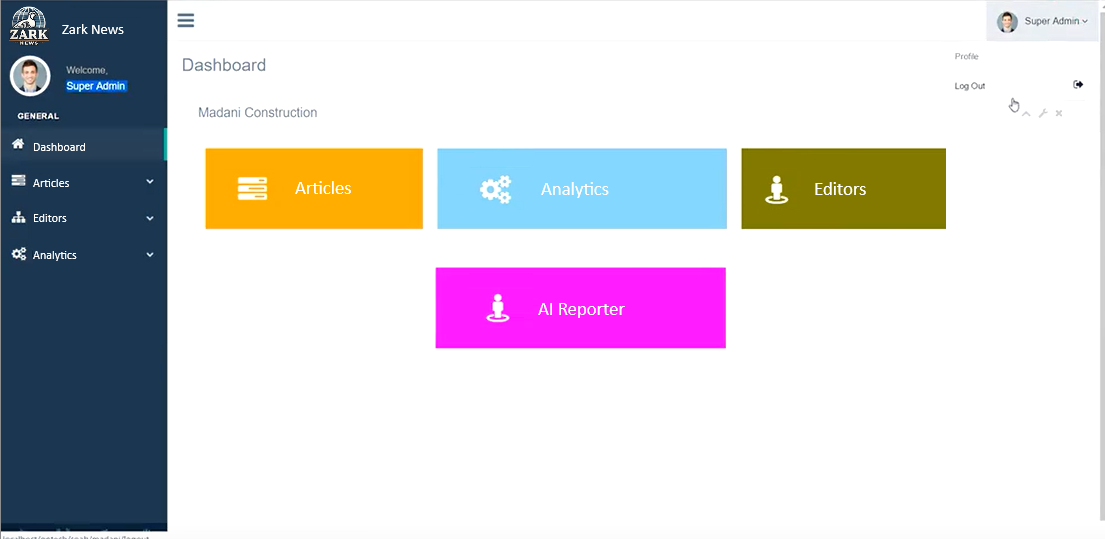 ZARK
NEWS
Zark News
Super Admin
Welcome,
Super Admin
Profile
Log Out
GENERAL
Dashboard
Articles
Editors
Analytics
Dashboard
Madani Construction
Articles
Analytics
Editors
AI Reporter